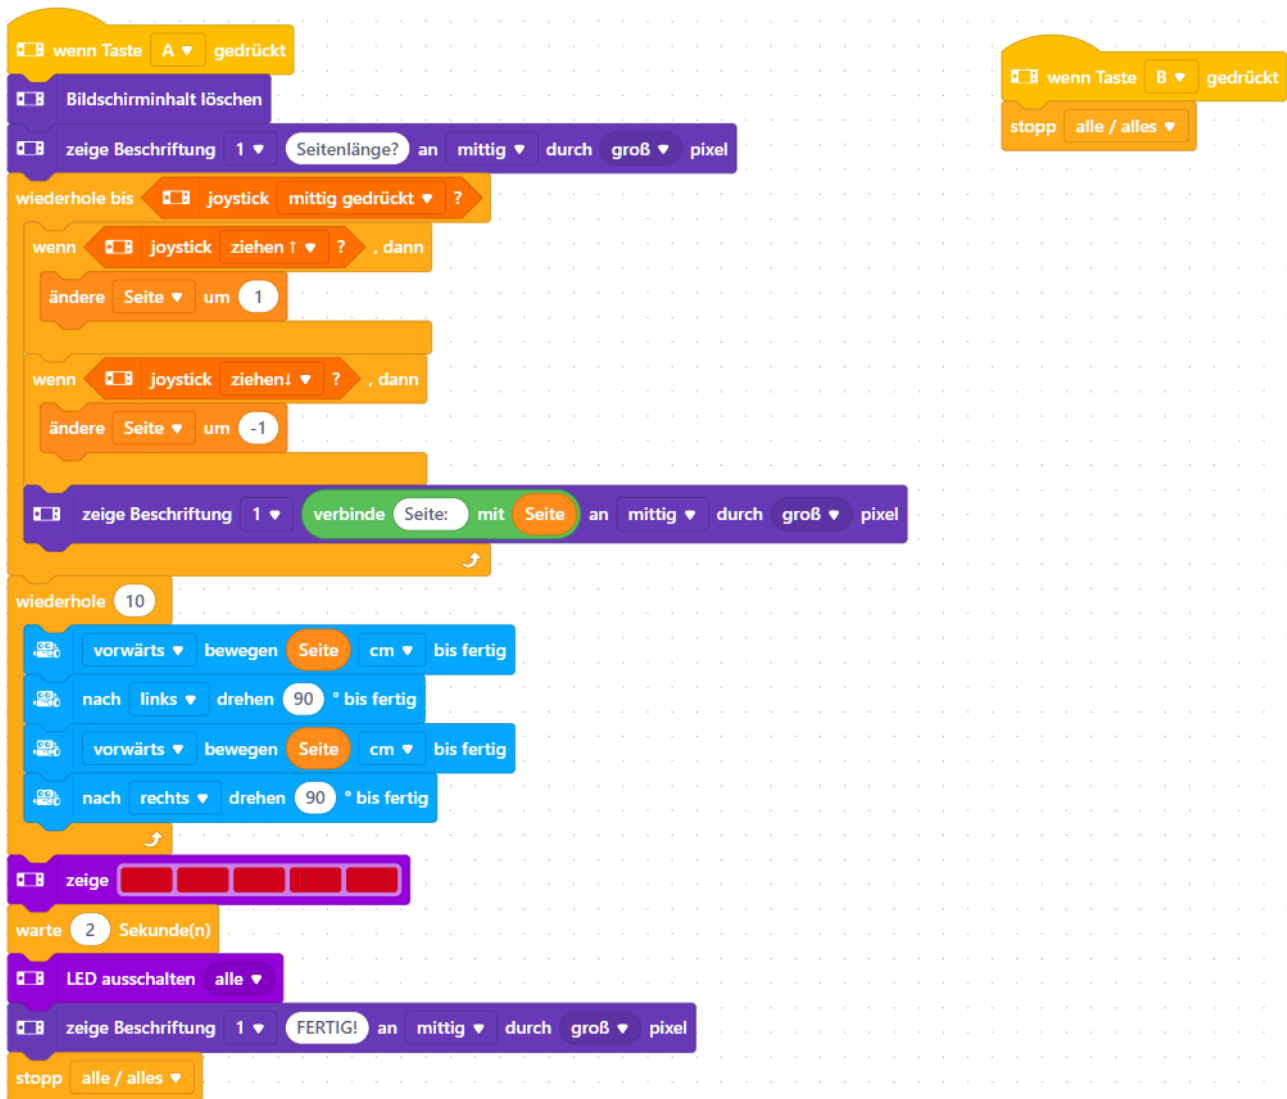 wenn Taste A gedrückt
Bildschirminhalt löschen
zeige Beschriftung 1 Seitenlänge? an mittig durch groß pixel
wiederhole bis joystick mittig gedrückt ?
wenn joystick ziehen↑ ? , dann
ändere Seite um 1
wenn joystick ziehen↓ ? , dann
ändere Seite um -1
zeige Beschriftung 1 verbinde Seite: mit Seite an mittig durch groß pixel
wiederhole 10
vorwärts bewegen Seite cm bis fertig
nach links drehen 90 ° bis fertig
vorwärts bewegen Seite cm bis fertig
nach rechts drehen 90 ° bis fertig
zeige
warte 2 Sekunde(n)
LED ausschalten alle
zeige Beschriftung 1 FERTIG! an mittig durch groß pixel
stopp alle / alles
wenn Taste B gedrückt
stopp alle / alles